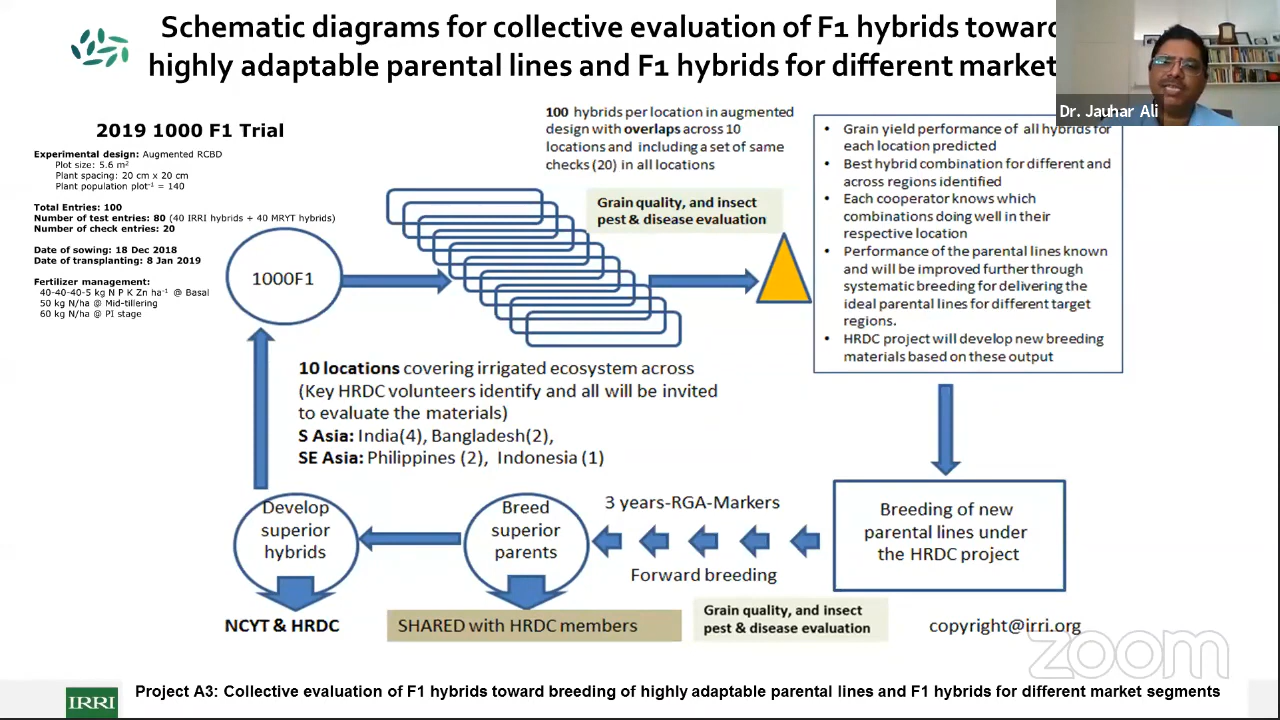 Schematic diagrams for collective evaluation of F1 hybrids toward
highly adaptable parental lines and F1 hybrids for different market
Dr. Jauhar Ali
2019 1000 F1 Trial
Experimental design: Augmented RCBD
Plot size: 5.6 m²
Plant spacing: 20 cm x 20 cm
Plant population plot⁻¹ = 140
Total Entries: 100
Number of test entries: 80 (40 IRRI hybrids + 40 MRYT hybrids)
Number of check entries: 20
Date of sowing: 18 Dec 2018
Date of transplanting: 8 Jan 2019
Fertilizer management:
40-40-40-5 kg N P K Zn ha⁻¹ @ Basal
50 kg N/ha @ Mid-tillering
60 kg N/ha @ PI stage
1000F1
100 hybrids per location in augmented
design with overlaps across 10
locations and including a set of same
checks (20) in all locations
Grain quality, and insect
pest & disease evaluation
• Grain yield performance of all hybrids for
each location predicted
• Best hybrid combination for different and
across regions identified
• Each cooperator knows which
combinations doing well in their
respective location
• Performance of the parental lines known
and will be improved further through
systematic breeding for delivering the
ideal parental lines for different target
regions.
• HRDC project will develop new breeding
materials based on these output
10 locations covering irrigated ecosystem across
(Key HRDC volunteers identify and all will be invited
to evaluate the materials)
S Asia: India(4), Bangladesh(2),
SE Asia: Philippines (2), Indonesia (1)
Develop
superior
hybrids
Breed
superior
parents
3 years-RGA-Markers
Forward breeding
Breeding of new
parental lines under
the HRDC project
NCYT & HRDC
SHARED with HRDC members
Grain quality, and insect
pest & disease evaluation
copyright@irri.org
zoom
IRRI
Project A3: Collective evaluation of F1 hybrids toward breeding of highly adaptable parental lines and F1 hybrids for different market segments